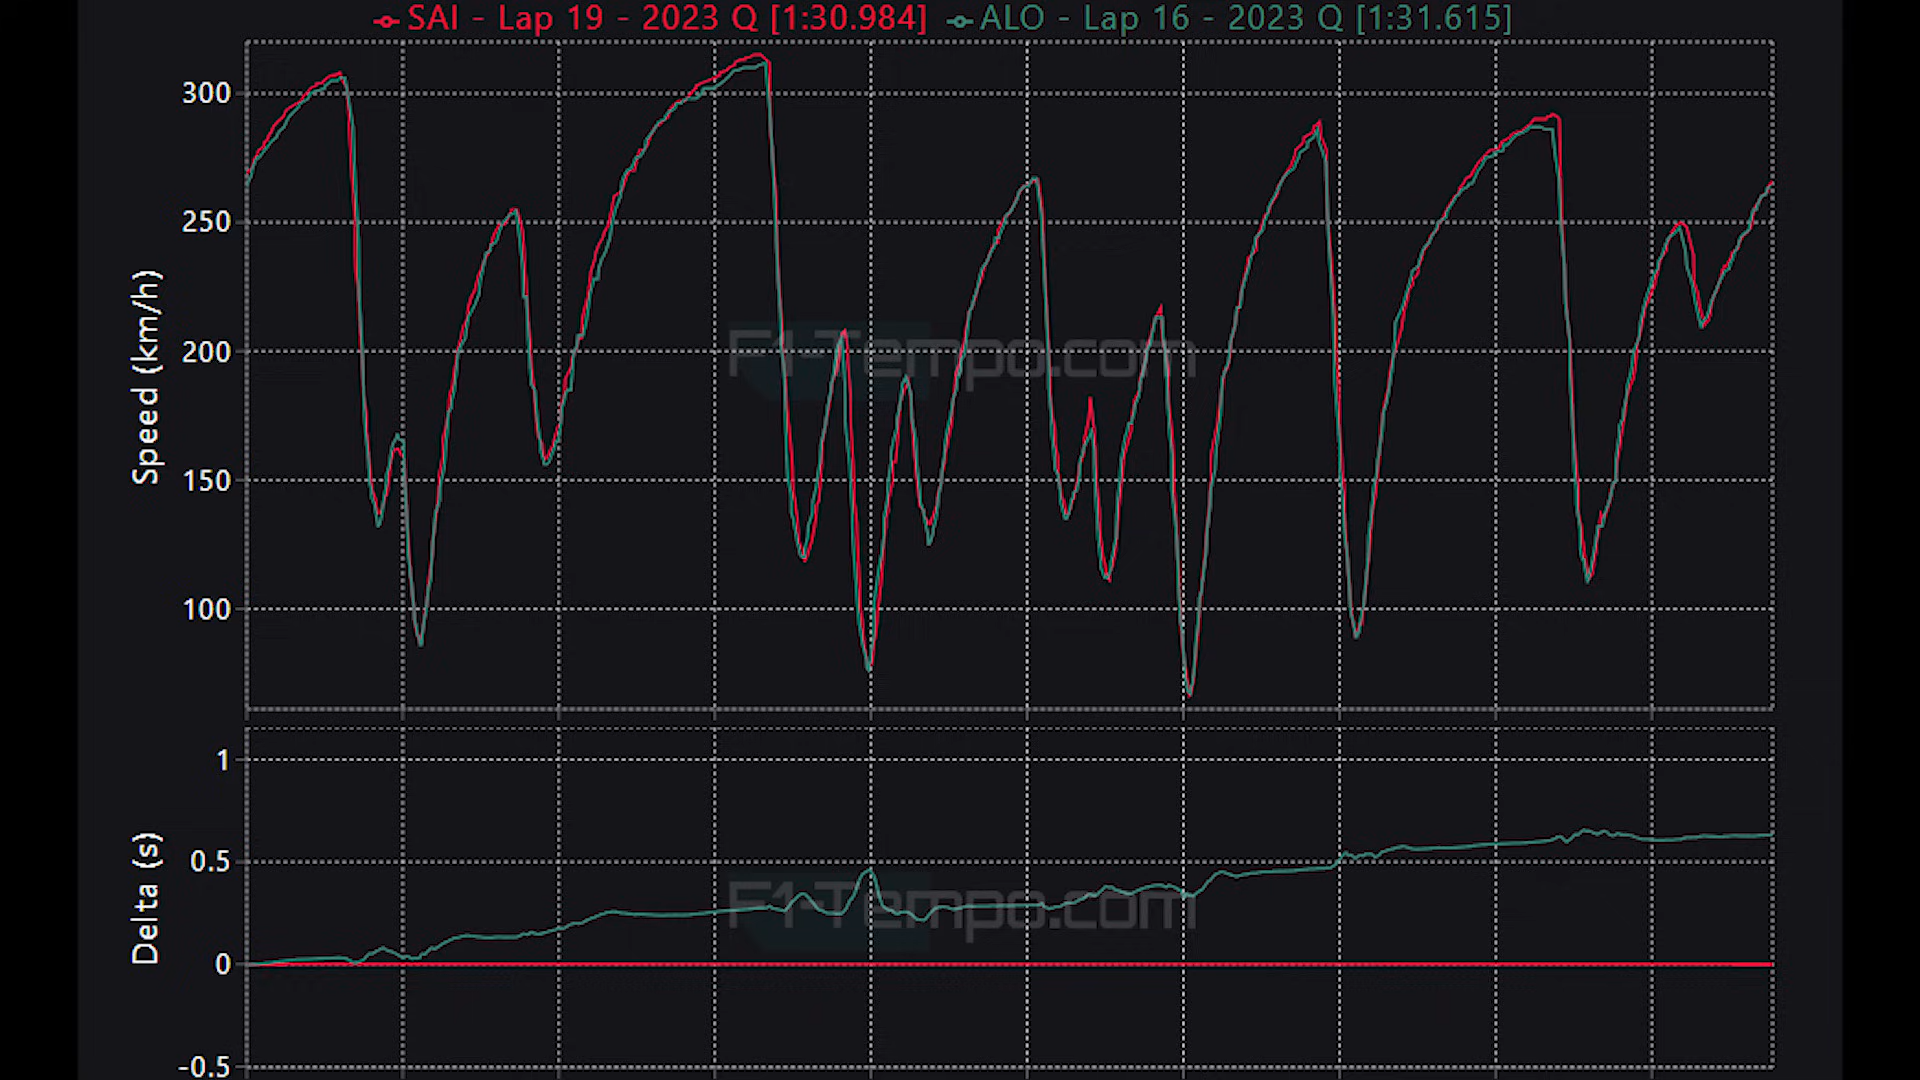 SAI - Lap 19 - 2023 Q [1:30.984] ALO - Lap 16 - 2023 Q [1:31.615]
300
250
200
150
100
Speed (km/h)
F1-Tempo.com
1
0.5
0
-0.5
Delta (s)
F1-Tempo.com